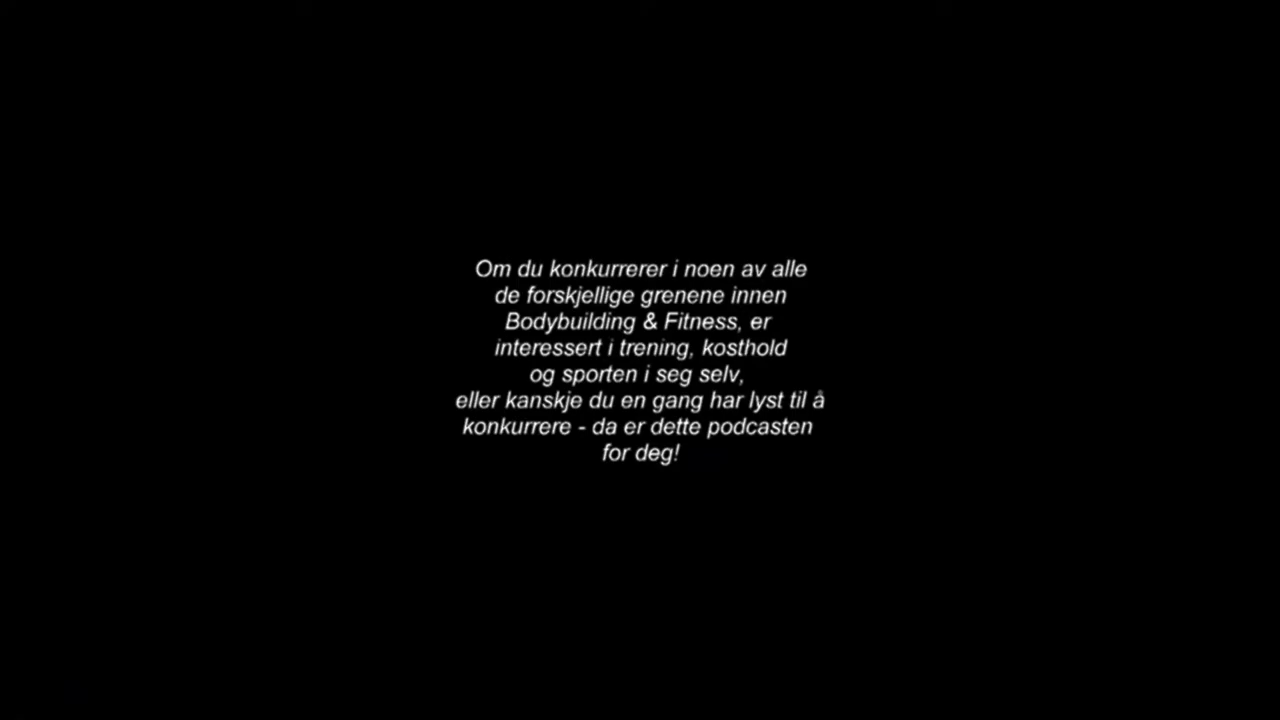 Om du konkurrerer i noen av alle
de forskjellige grenene innen
Bodybuilding & Fitness, er
interessert i trening, kosthold
og sporten i seg selv,
eller kanskje du en gang har lyst til å
konkurrere - da er dette podcasten
for deg!